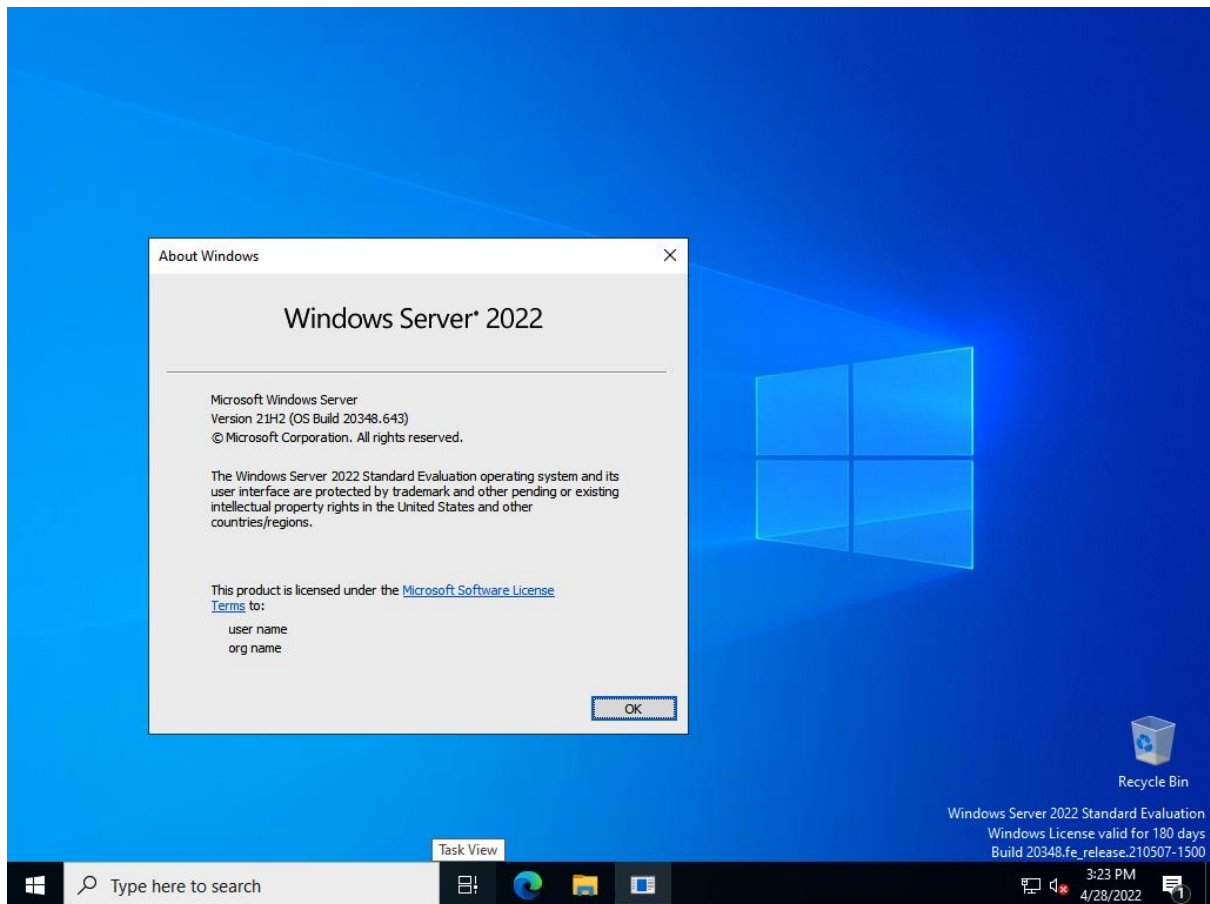 About Windows
Windows Server• 2022
Microsoft Windows Server
Version 21H2 (OS Build 20348.643)
© Microsoft Corporation. All rights reserved.
The Windows Server 2022 Standard Evaluation operating system and its
user interface are protected by trademark and other pending or existing
intellectual property rights in the United States and other
countries/regions.
This product is licensed under the Microsoft Software License
Terms to:
user name
org name
OK
Recycle Bin
Windows Server 2022 Standard Evaluation
Windows License valid for 180 days
Build 20348.fe_release.210507-1500
Task View
Type here to search
3:23 PM
4/28/2022
1